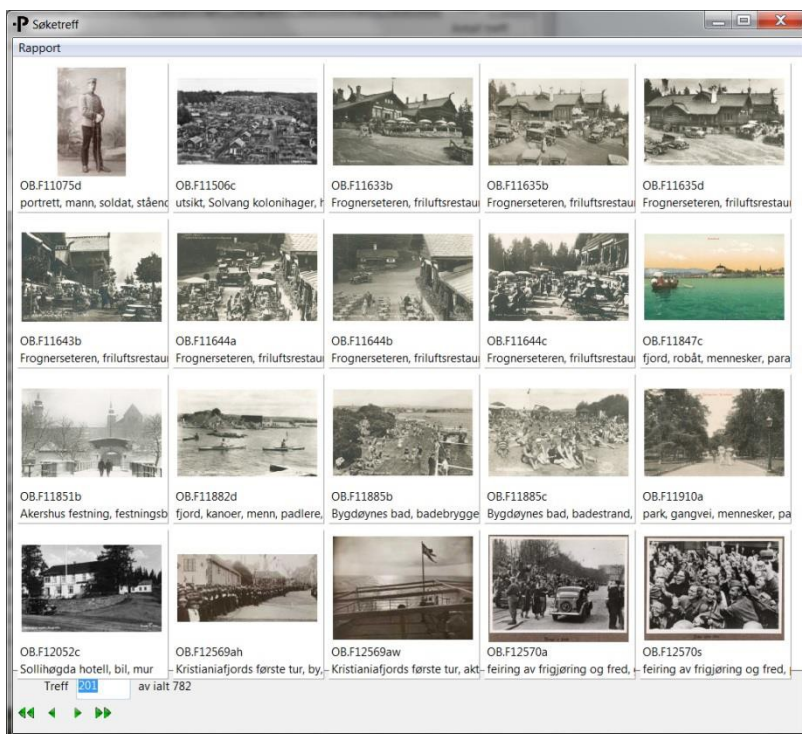 Søketreff
Rapport
OB.F11075d
portrett, mann, soldat, ståenc
OB.F11506c
utsikt, Solvang kolonihager, h
OB.F11633b
Frognerseteren, friluftsrestau
OB.F11635b
Frognerseteren, friluftsrestau
OB.F11635d
Frognerseteren, friluftsrestau
OB.F11643b
Frognerseteren, friluftsrestau
OB.F11644a
Frognerseteren, friluftsrestau
OB.F11644b
Frognerseteren, friluftsrestau
OB.F11644c
Frognerseteren, friluftsrestau
OB.F11847c
fjord, robåt, mennesker, para
OB.F11851b
Akershus festning, festningsb
OB.F11882d
fjord, kanoer, menn, padlere,
OB.F11885b
Bygdøynes bad, badebrygge
OB.F11885c
Bygdøynes bad, badestrand,
OB.F11910a
park, gangvei, mennesker, pa
OB.F12052c
Sollihøgda hotell, bil, mur
OB.F12569ah
Kristianiafjords første tur, by,
OB.F12569aw
Kristianiafjords første tur, akt
OB.F12570a
feiring av frigjøring og fred,
OB.F12570s
feiring av frigjøring og fred,
Treff 201 av ialt 782